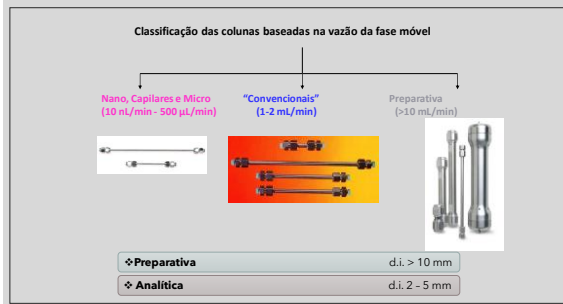 Classificação das colunas baseadas na vazão da fase móvel
Nano, Capilares e Micro
(10 nL/min - 500 µL/min)
“Convencionais”
(1-2 mL/min)
Preparativa
(>10 mL/min)
❖Preparativa d.i. > 10 mm
❖ Analítica d.i. 2 – 5 mm